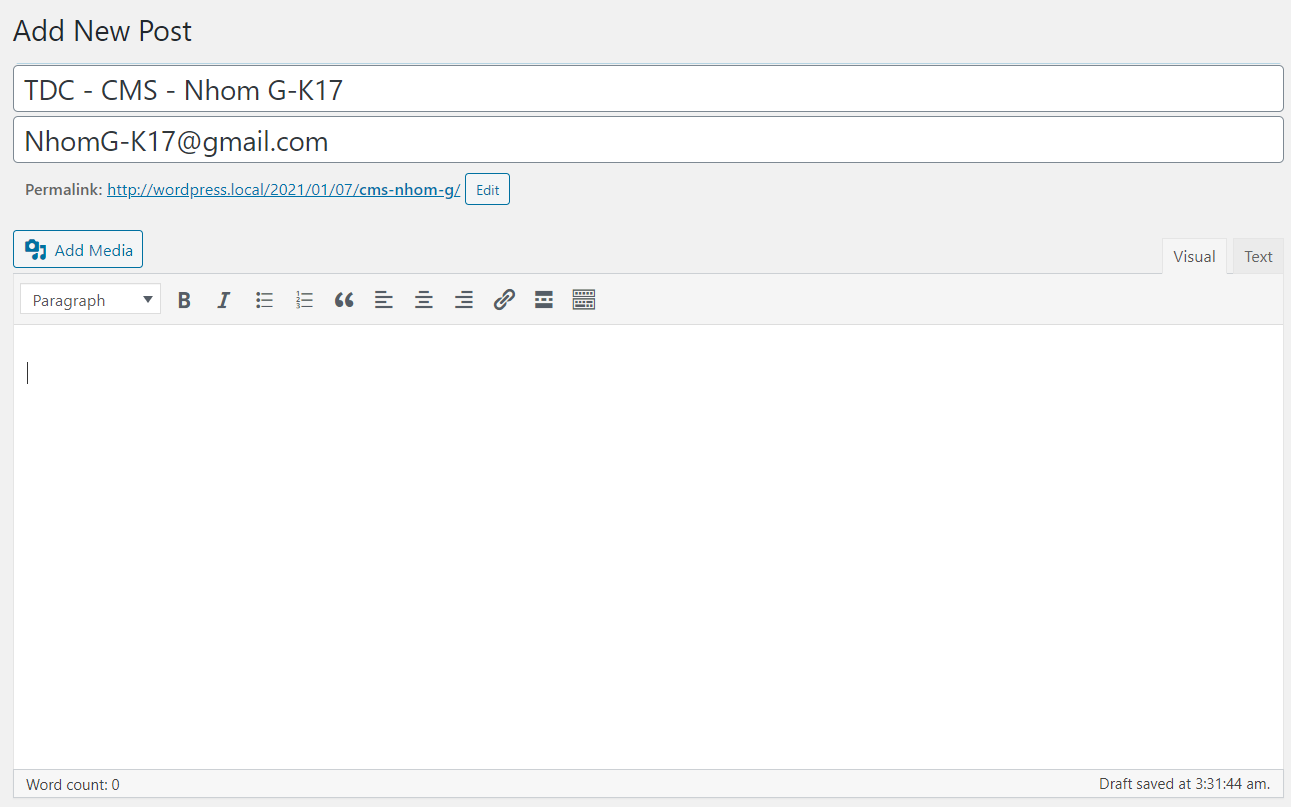 Add New Post
TDC - CMS - Nhom G-K17
NhomG-K17@gmail.com
Permalink: http://wordpress.local/2021/01/07/cms-nhom-g/ Edit
Add Media
Visual Text
Paragraph B I
Word count: 0
Draft saved at 3:31:44 am.